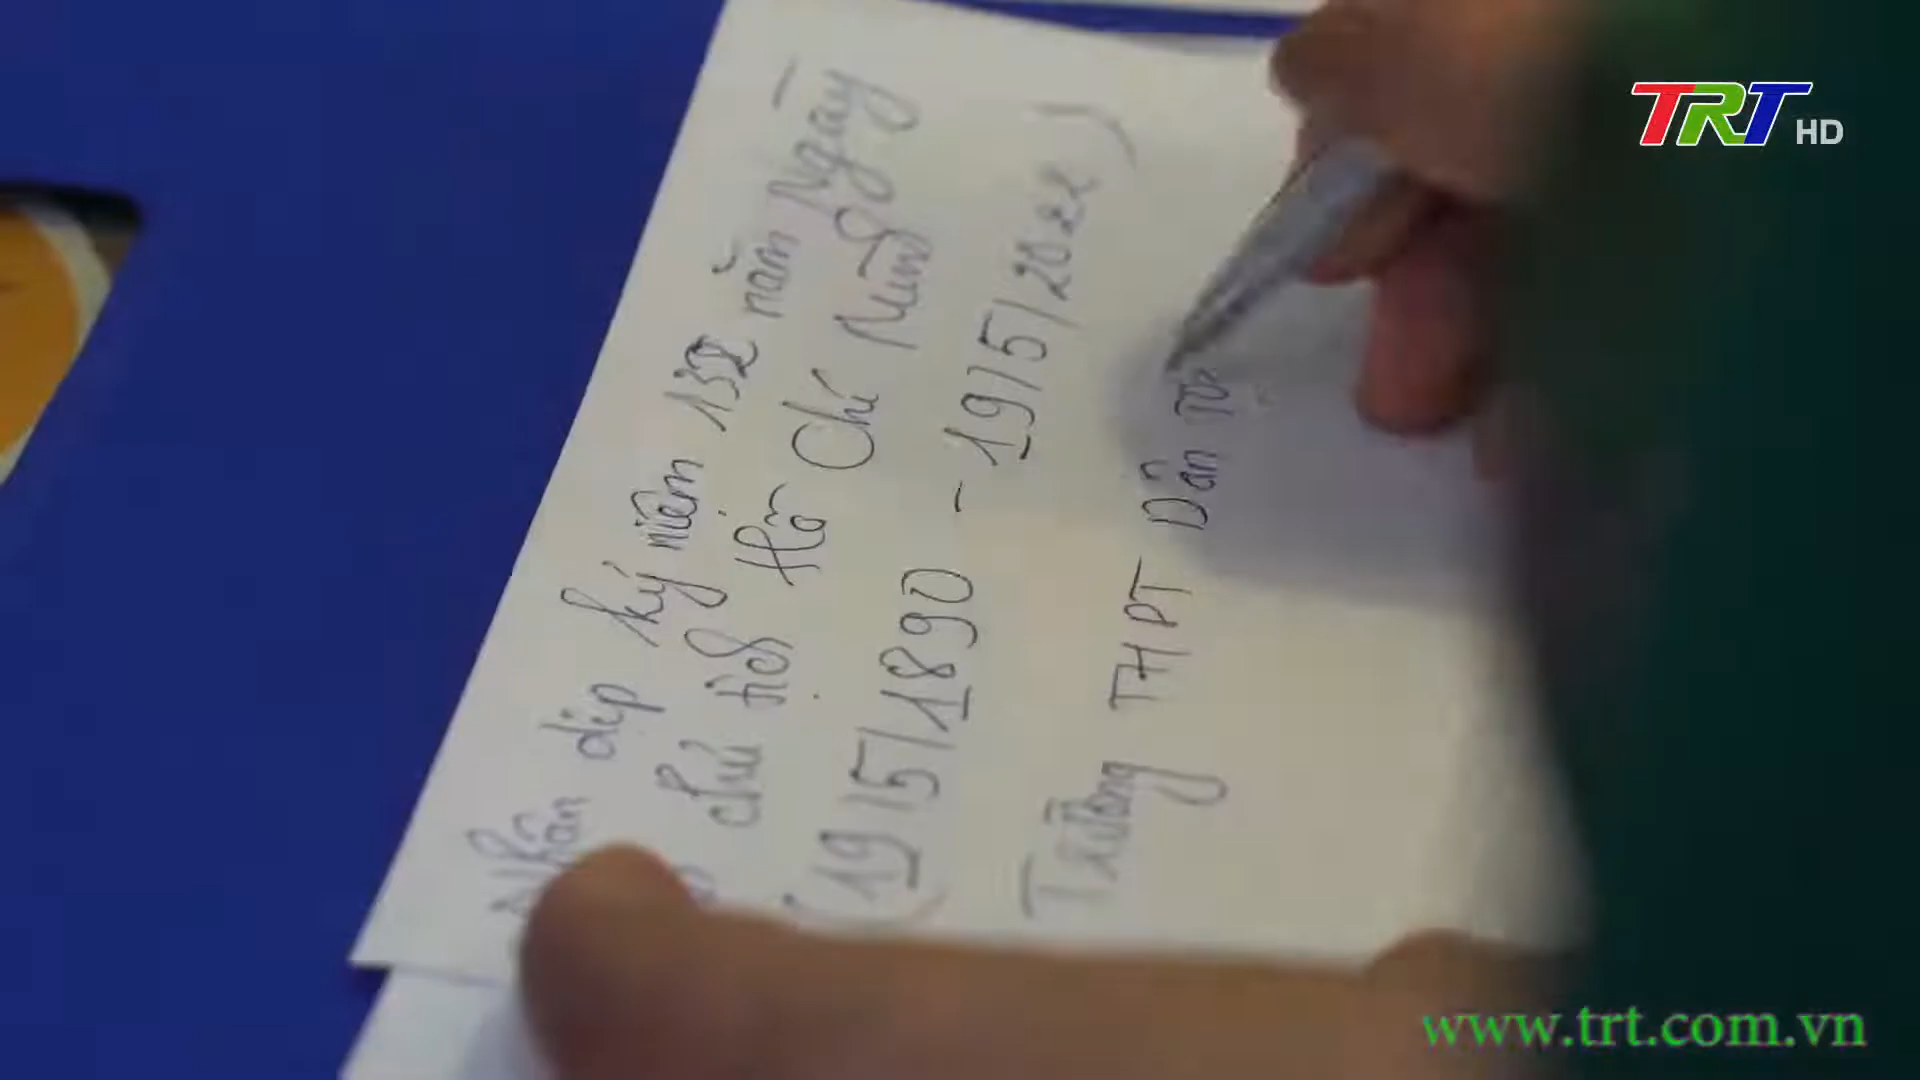 Nhân dịp kỷ niệm 132 năm Ngày
chủ tịch Hồ Chí Minh
(19/5/1890 - 19/5/2022)
Trường THPT Dân Tộ
TRT HD
www.trt.com.vn